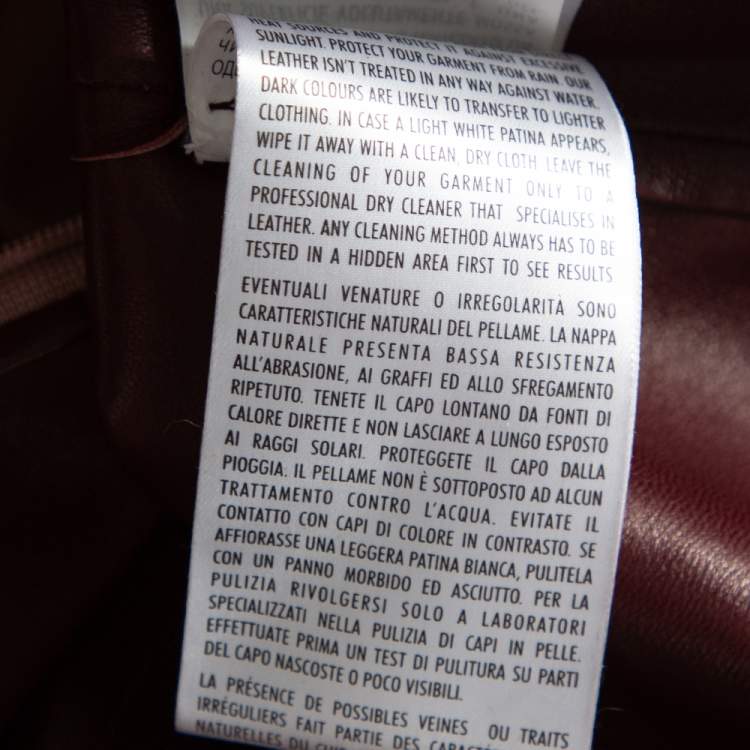 HEAT SOURCES AND PROTECT IT AGAINST EXCESSIVE
SUNLIGHT. PROTECT YOUR GARMENT FROM RAIN. OUR
LEATHER ISN'T TREATED IN ANY WAY AGAINST WATER.
DARK COLOURS ARE LIKELY TO TRANSFER TO LIGHTER
CLOTHING. IN CASE A LIGHT WHITE PATINA APPEARS,
WIPE IT AWAY WITH A CLEAN, DRY CLOTH. LEAVE THE
CLEANING OF YOUR GARMENT ONLY TO A
PROFESSIONAL DRY CLEANER THAT SPECIALISES IN
LEATHER. ANY CLEANING METHOD ALWAYS HAS TO BE
TESTED IN A HIDDEN AREA FIRST TO SEE RESULTS
EVENTUALI VENATURE O IRREGOLARITÀ SONO
CARATTERISTICHE NATURALI DEL PELLAME. LA NAPPA
NATURALE PRESENTA BASSA RESISTENZA
ALL'ABRASIONE, AI GRAFFI ED ALLO SFREGAMENTO
RIPETUTO. TENETE IL CAPO LONTANO DA FONTI DI
CALORE DIRETTE E NON LASCIARE A LUNGO ESPOSTO
AI RAGGI SOLARI. PROTEGGETE IL CAPO DALLA
PIOGGIA. IL PELLAME NON È SOTTOPOSTO AD ALCUN
TRATTAMENTO CONTRO L'ACQUA. EVITATE IL
CONTATTO CON CAPI DI COLORE IN CONTRASTO. SE
AFFIORASSE UNA LEGGERA PATINA BIANCA, PULITELA
CON UN PANNO MORBIDO ED ASCIUTTO. PER LA
PULIZIA RIVOLGERSI SOLO A LABORATORI
SPECIALIZZATI NELLA PULIZIA DI CAPI IN PELLE.
EFFETTUATE PRIMA UN TEST DI PULITURA SU PARTI
DEL CAPO NASCOSTE O POCO VISIBILI.
LA PRÉSENCE DE POSSIBLES VEINES OU TRAITS
IRRÉGULIERS FAIT PARTIE DES
NATURELLES DU